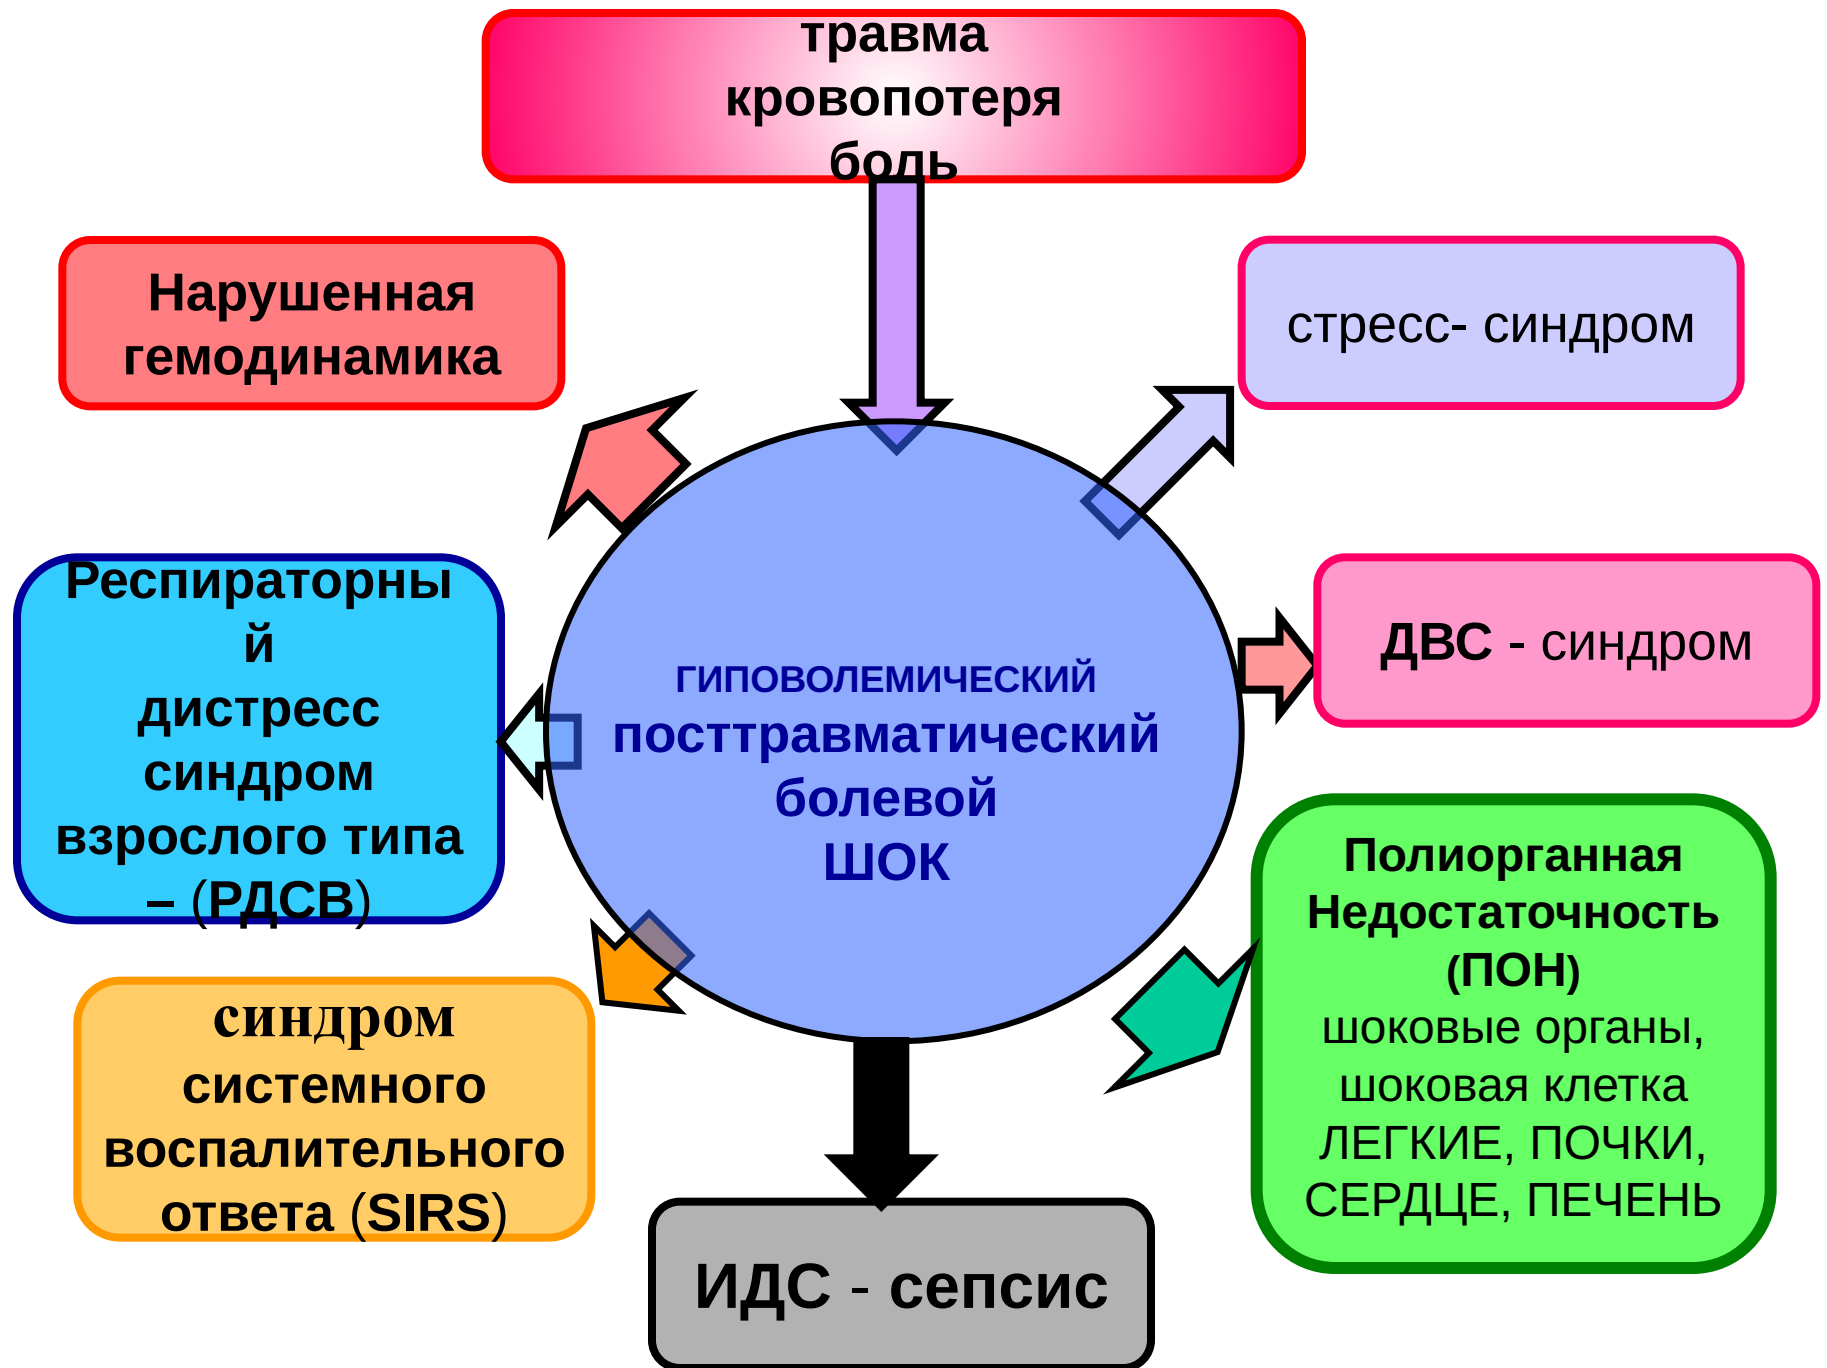 травма
кровопотеря
боль
Нарушенная
гемодинамика
стресс- синдром
Респираторны
й
дистресс
синдром
взрослого типа
– (РДСВ)
ДВС - синдром
ГИПОВОЛЕМИЧЕСКИЙ
посттравматический
болевой
ШОК
Полиорганная
Недостаточность
(ПОН)
шоковые органы,
шоковая клетка
ЛЕГКИЕ, ПОЧКИ,
СЕРДЦЕ, ПЕЧЕНЬ
синдром
системного
воспалительного
ответа (SIRS)
ИДС - сепсис